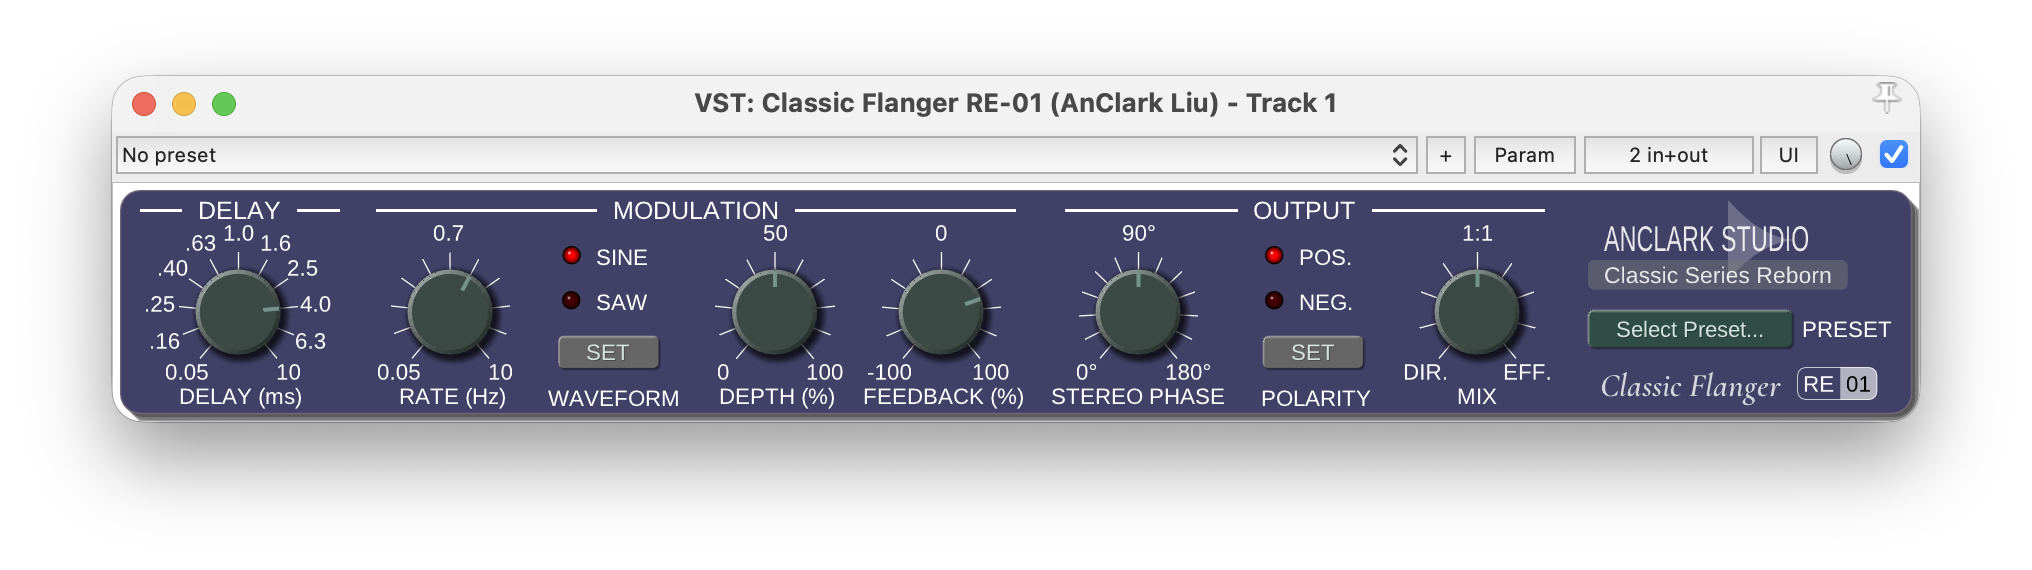 VST: Classic Flanger RE-01 (AnClark Liu) - Track 1
No preset
+
Param
2 in+out
UI
DELAY
.63 1.0 1.6
.40 2.5
.25 4.0
.16 6.3
0.05 10
DELAY (ms)
MODULATION
0.7
0.05 10
RATE (Hz)
SINE
SAW
SET
WAVEFORM
50
0 100
DEPTH (%)
0
-100 100
FEEDBACK (%)
OUTPUT
90°
0° 180°
STEREO PHASE
POS.
NEG.
SET
POLARITY
1:1
DIR. EFF.
MIX
ANCLARK STUDIO
Classic Series Reborn
Select Preset... PRESET
Classic Flanger RE 01